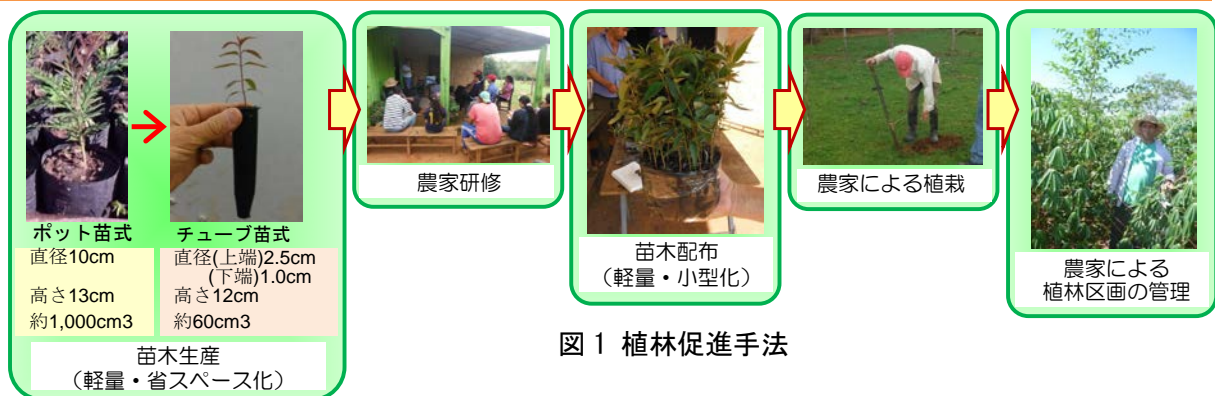 ポット苗式
直径10cm
高さ13cm
約1,000cm3
チューブ苗式
直径(上端)2.5cm
(下端)1.0cm
高さ12cm
約60cm3
苗木生産
(軽量・省スペース化)
農家研修
苗木配布
(軽量・小型化)
農家による植栽
農家による
植林区画の管理
図1 植林促進手法